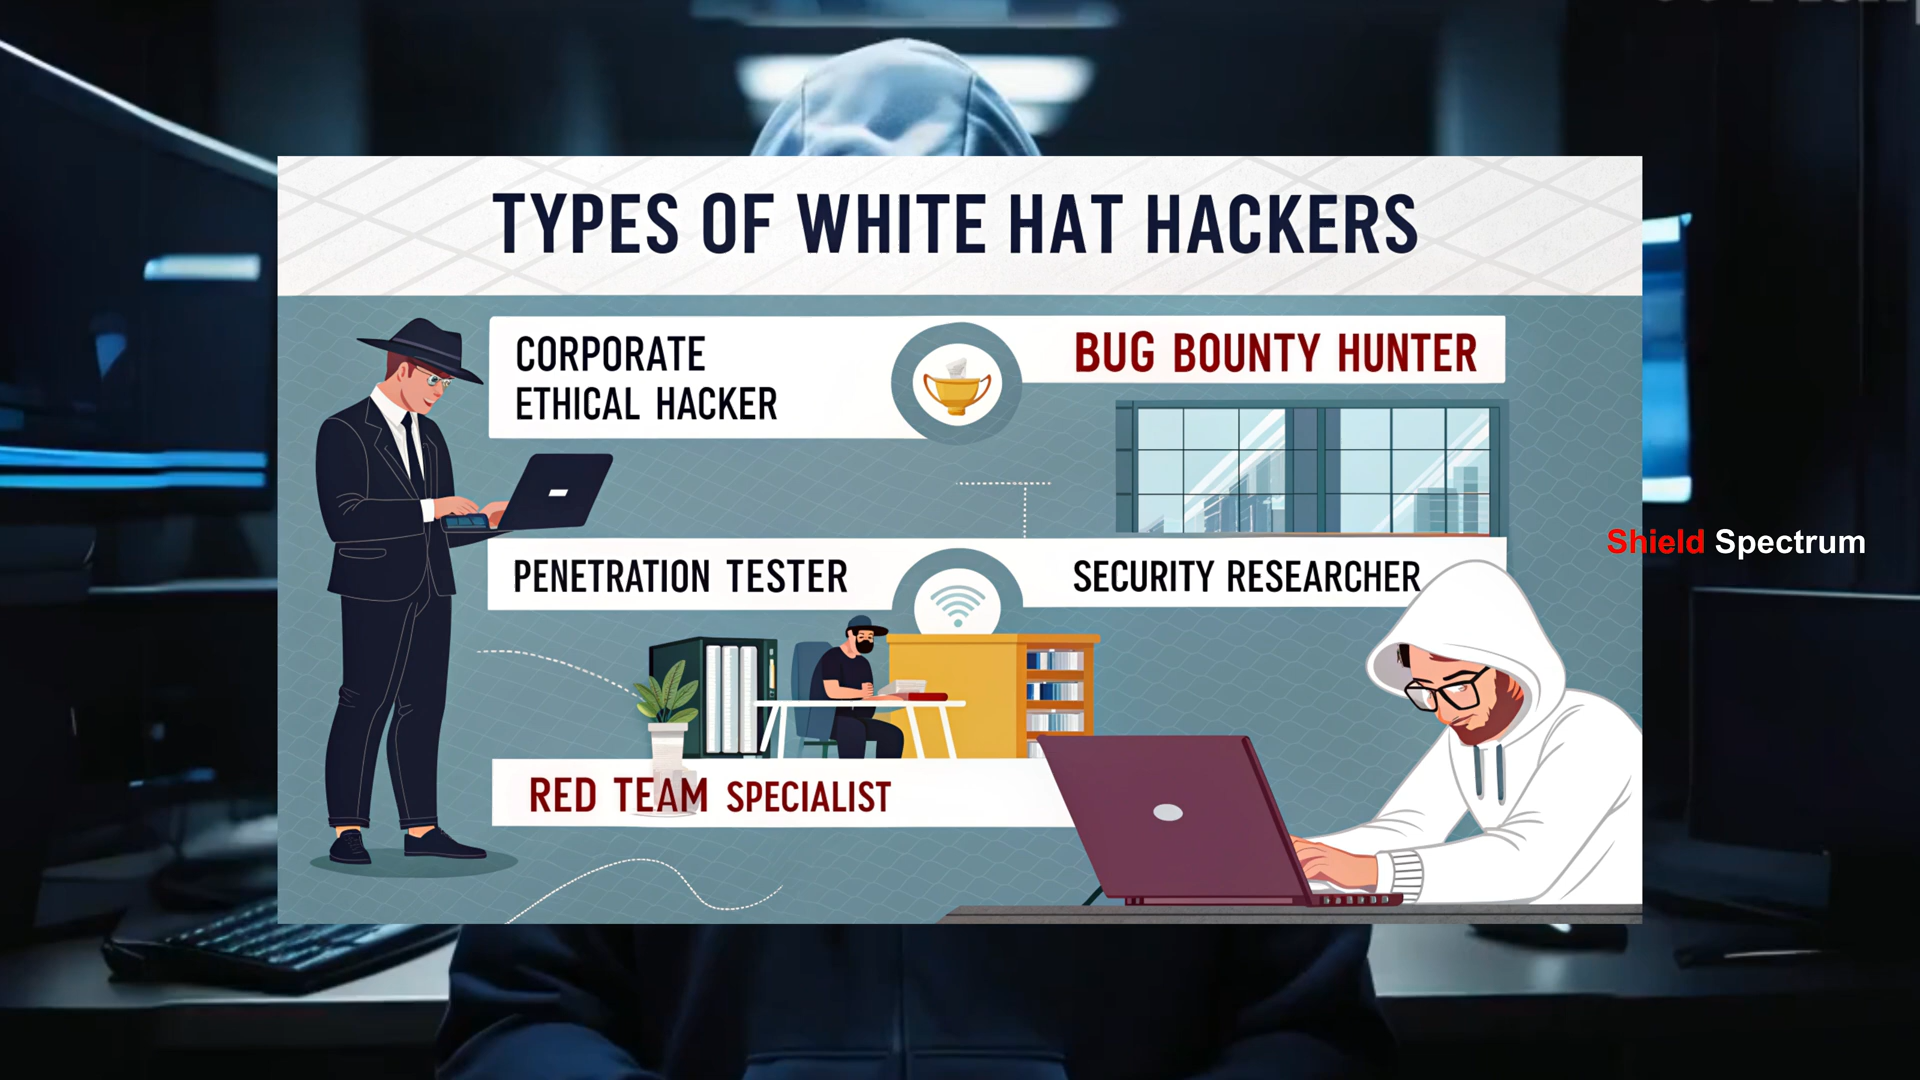 TYPES OF WHITE HAT HACKERS
CORPORATE
ETHICAL HACKER
BUG BOUNTY HUNTER
PENETRATION TESTER
SECURITY RESEARCHER
Shield Spectrum
RED TEAM SPECIALIST